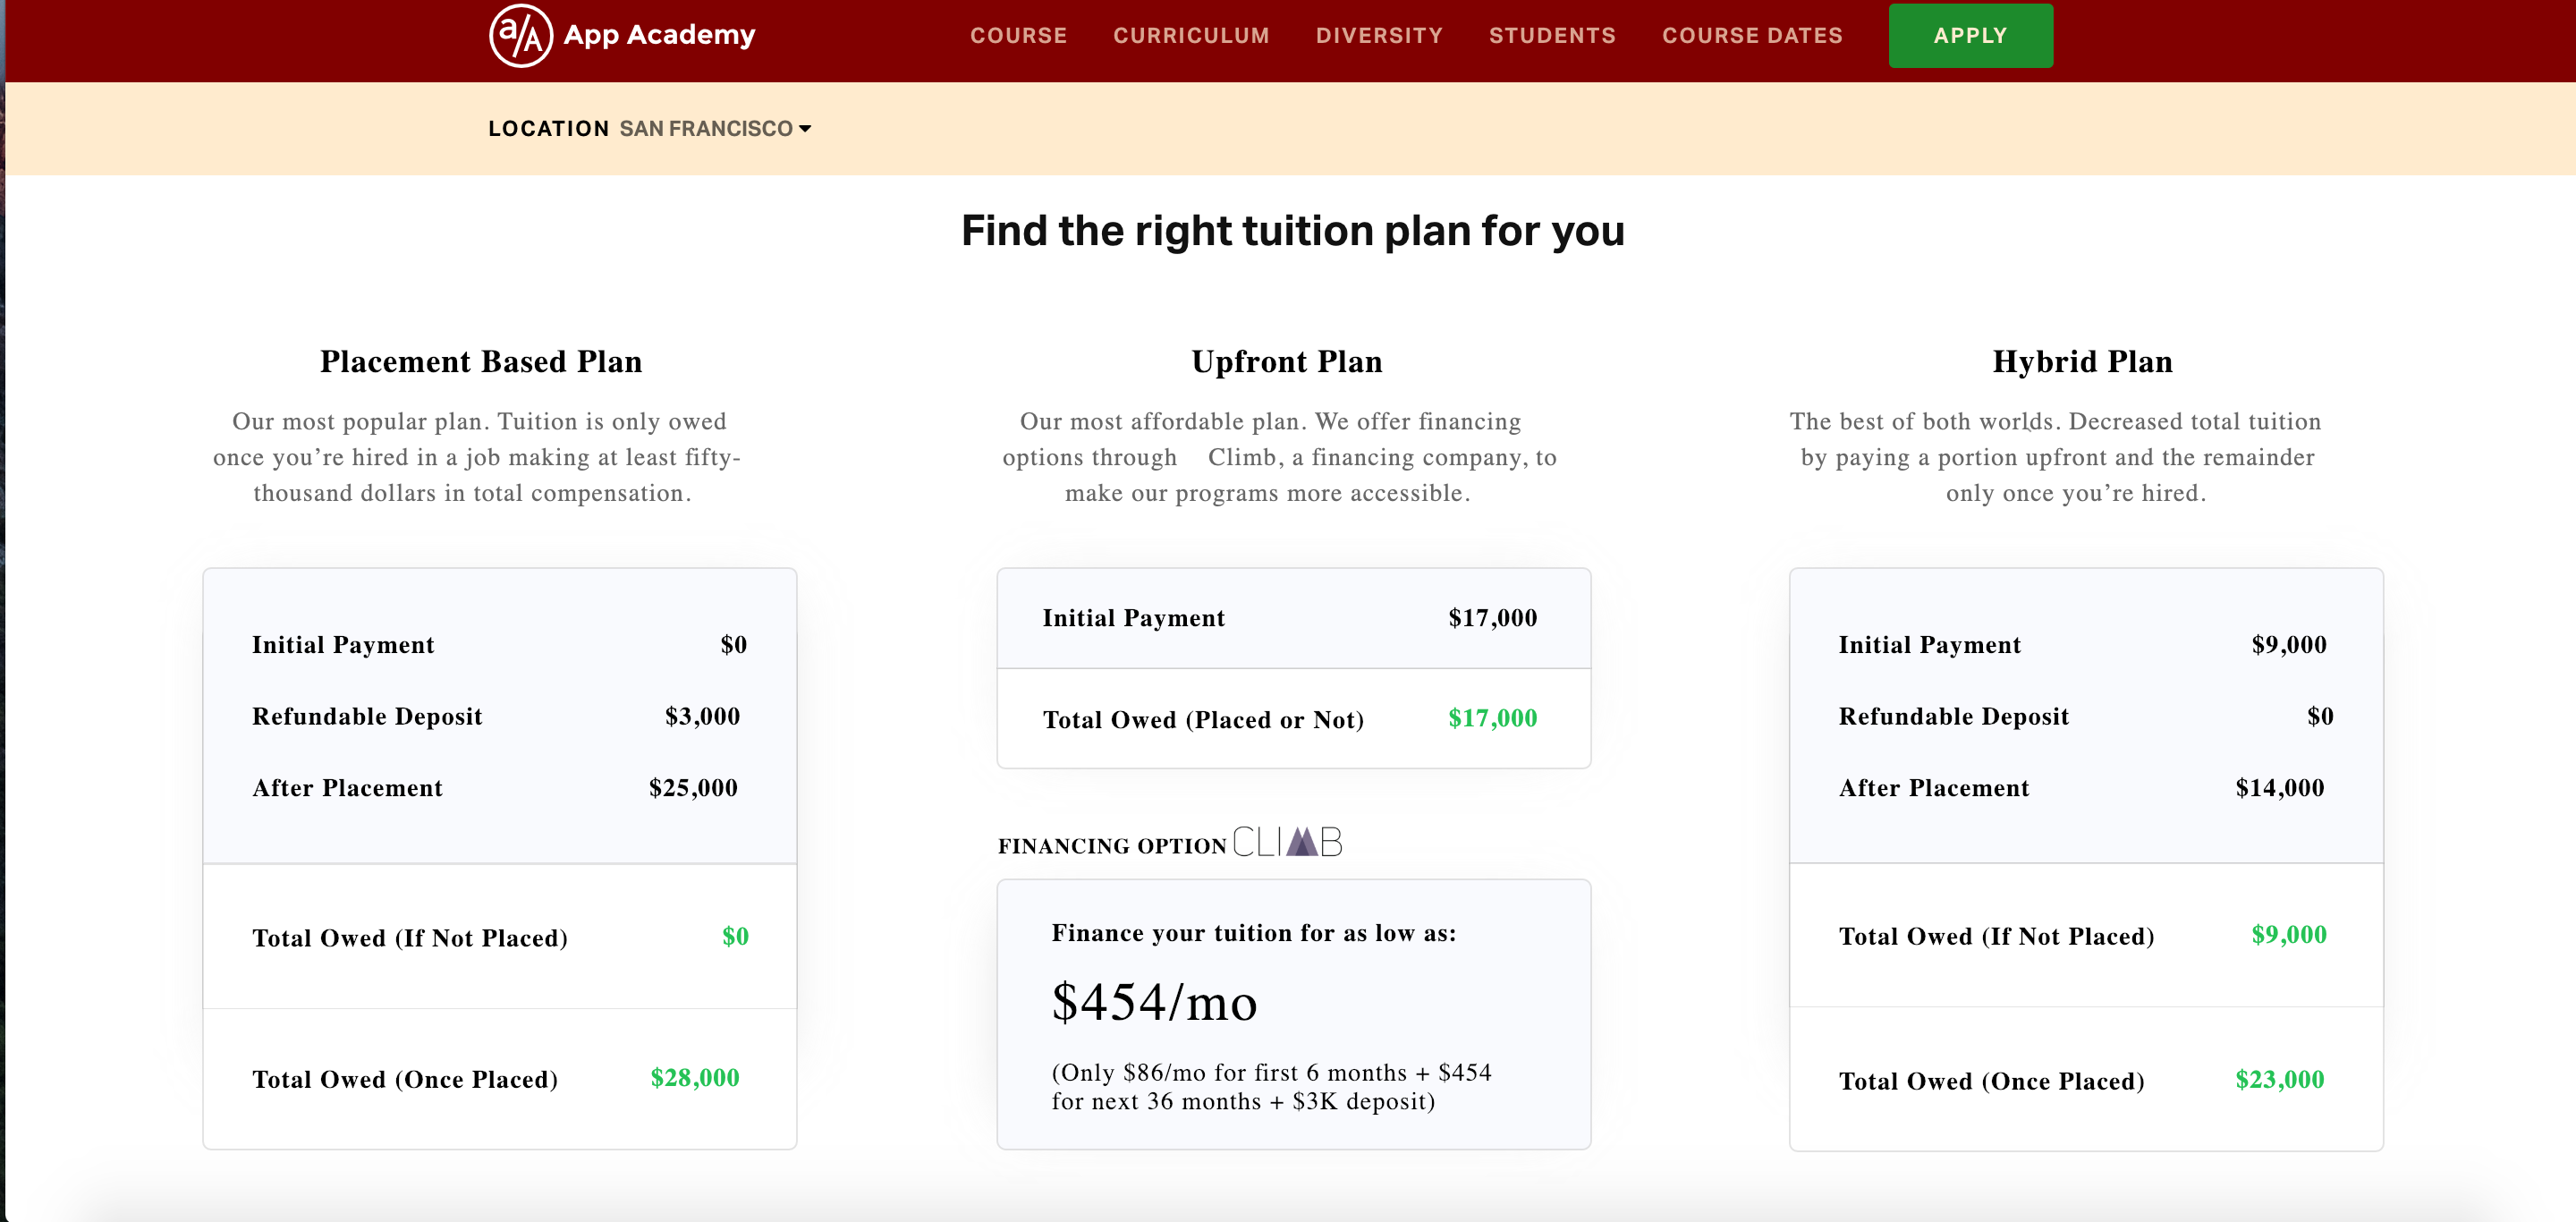 a/A App Academy
COURSE CURRICULUM DIVERSITY STUDENTS COURSE DATES APPLY
LOCATION SAN FRANCISCO
Find the right tuition plan for you
Placement Based Plan
Our most popular plan. Tuition is only owed
once you’re hired in a job making at least fifty-
thousand dollars in total compensation.
Initial Payment $0
Refundable Deposit $3,000
After Placement $25,000
Total Owed (If Not Placed) $0
Total Owed (Once Placed) $28,000
Upfront Plan
Our most affordable plan. We offer financing
options through Climb, a financing company, to
make our programs more accessible.
Initial Payment $17,000
Total Owed (Placed or Not) $17,000
FINANCING OPTION CLIMB
Finance your tuition for as low as:
$454/mo
(Only $86/mo for first 6 months + $454
for next 36 months + $3K deposit)
Hybrid Plan
The best of both worlds. Decreased total tuition
by paying a portion upfront and the remainder
only once you’re hired.
Initial Payment $9,000
Refundable Deposit $0
After Placement $14,000
Total Owed (If Not Placed) $9,000
Total Owed (Once Placed) $23,000